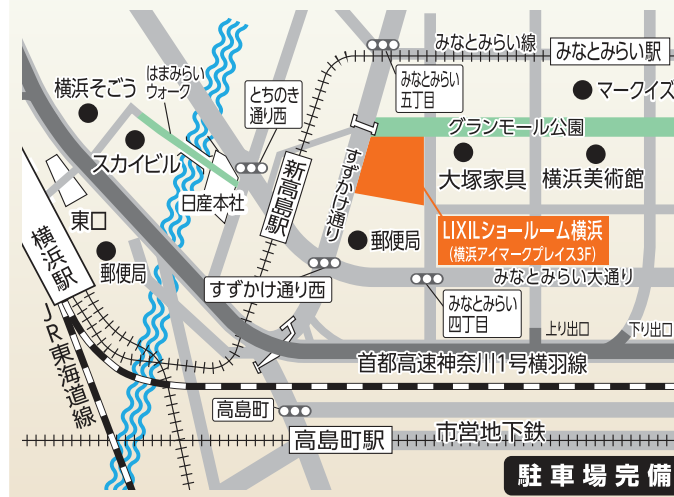 みなとみらい線
みなとみらい駅
みなとみらい
五丁目
はまみらい
ウォーク
横浜そごう
とちのき
通り西
マークイズ
グランモール公園
スカイビル
新高島駅
すずかけ通り
大塚家具
横浜美術館
日産本社
東口
横浜駅
郵便局
郵便局
LIXILショールーム横浜
(横浜アイマークプレイス3F)
すずかけ通り西
みなとみらい大通り
みなとみらい
四丁目
上り出口
下り出口
JR東海道線
首都高速神奈川1号横羽線
高島町
高島町駅
市営地下鉄
駐車場完備